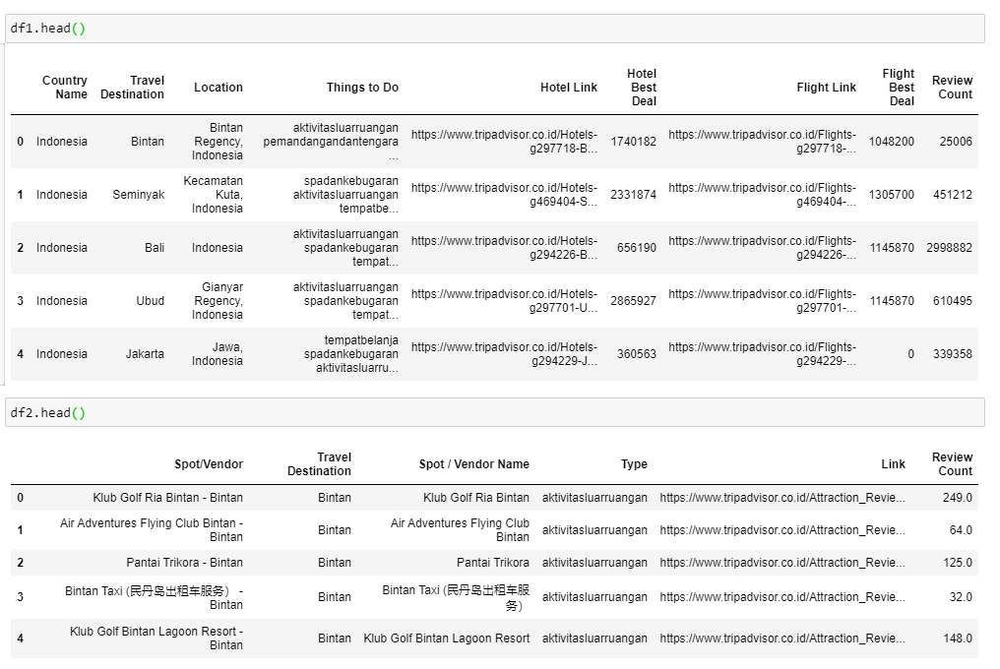 df1.head()
Country Name Travel Destination Location Things to Do Hotel Link Hotel Best Deal Flight Link Flight Best Deal Review Count
0 Indonesia Bintan Bintan Regency, Indonesia aktivitasluarruangan pemandangandantengara ... https://www.tripadvisor.co.id/Hotels-g297718-B... 1740182 https://www.tripadvisor.co.id/Flights-g297718-... 1048200 25006
1 Indonesia Seminyak Kecamatan Kuta, Indonesia spadankebugaran aktivitasluarruangan tempatbe... https://www.tripadvisor.co.id/Hotels-g469404-S... 2331874 https://www.tripadvisor.co.id/Flights-g469404-... 1305700 451212
2 Indonesia Bali Indonesia aktivitasluarruangan spadankebugaran tempat... https://www.tripadvisor.co.id/Hotels-g294226-B... 656190 https://www.tripadvisor.co.id/Flights-g294226-... 1145870 2998882
3 Indonesia Ubud Gianyar Regency, Indonesia aktivitasluarruangan spadankebugaran tempat... https://www.tripadvisor.co.id/Hotels-g297701-U... 2865927 https://www.tripadvisor.co.id/Flights-g297701-... 1145870 610495
4 Indonesia Jakarta Jawa, Indonesia tempatbelanja spadankebugaran aktivitasluarru... https://www.tripadvisor.co.id/Hotels-g294229-J... 360563 https://www.tripadvisor.co.id/Flights-g294229-... 0 339358
df2.head()
Spot/Vendor Travel Destination Spot / Vendor Name Type Link Review Count
0 Klub Golf Ria Bintan - Bintan Bintan Klub Golf Ria Bintan aktivitasluarruangan https://www.tripadvisor.co.id/Attraction_Revie... 249.0
1 Air Adventures Flying Club Bintan - Bintan Bintan Air Adventures Flying Club Bintan aktivitasluarruangan https://www.tripadvisor.co.id/Attraction_Revie... 64.0
2 Pantai Trikora - Bintan Bintan Pantai Trikora aktivitasluarruangan https://www.tripadvisor.co.id/Attraction_Revie... 125.0
3 Bintan Taxi (民丹岛出租车服务） - Bintan Bintan Bintan Taxi (民丹岛出租车服务） aktivitasluarruangan https://www.tripadvisor.co.id/Attraction_Revie... 32.0
4 Klub Golf Bintan Lagoon Resort - Bintan Bintan Klub Golf Bintan Lagoon Resort aktivitasluarruangan https://www.tripadvisor.co.id/Attraction_Revie... 148.0